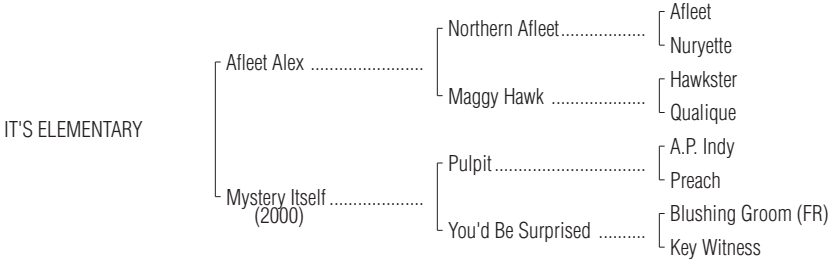 Afleet
Northern Afleet..................
Nuryette
Afleet Alex ........................
Hawkster
Maggy Hawk ....................
Qualique
IT'S ELEMENTARY
A.P. Indy
Pulpit................................
Preach
Mystery Itself ....................
(2000)
Blushing Groom (FR)
You'd Be Surprised ..........
Key Witness